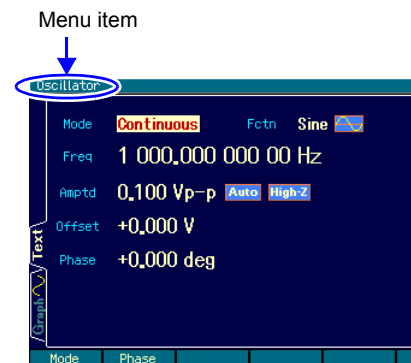 Menu item
Oscillator
Mode Continuous Fctn Sine
Freq 1 000.000 000 00 Hz
Amptd 0.100 Vp-p Auto High-Z
Offset +0.000 V
Phase +0.000 deg
Text
Graph
Mode Phase